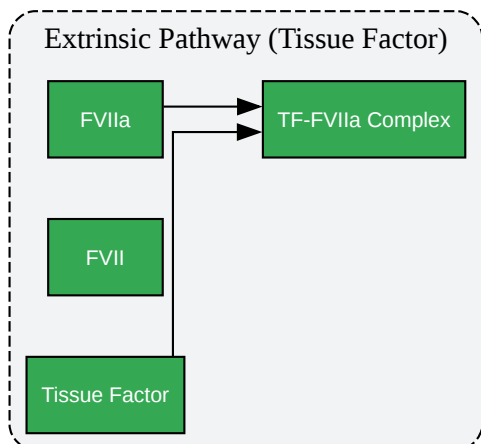 Extrinsic Pathway (Tissue Factor)
FVIIa
TF-FVIIa Complex
FVII
Tissue Factor